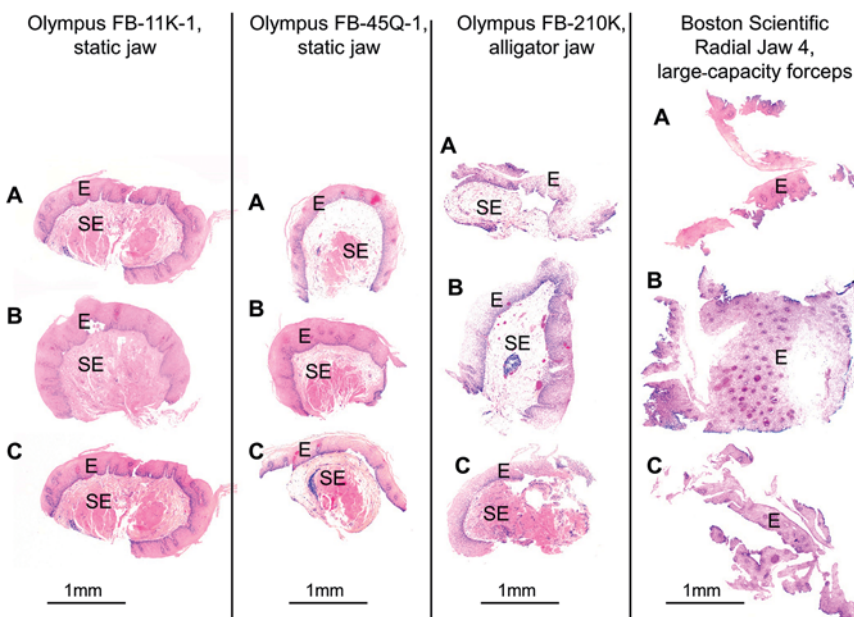 Olympus FB-11K-1,
static jaw
A
E
SE
B
E
SE
C
E
SE
1mm
Olympus FB-45Q-1,
static jaw
A
E
SE
B
E
SE
C
E
SE
1mm
Olympus FB-210K,
alligator jaw
A
E
SE
B
E
SE
C
E
SE
1mm
Boston Scientific
Radial Jaw 4,
large-capacity forceps
A
E
B
E
C
E
1mm